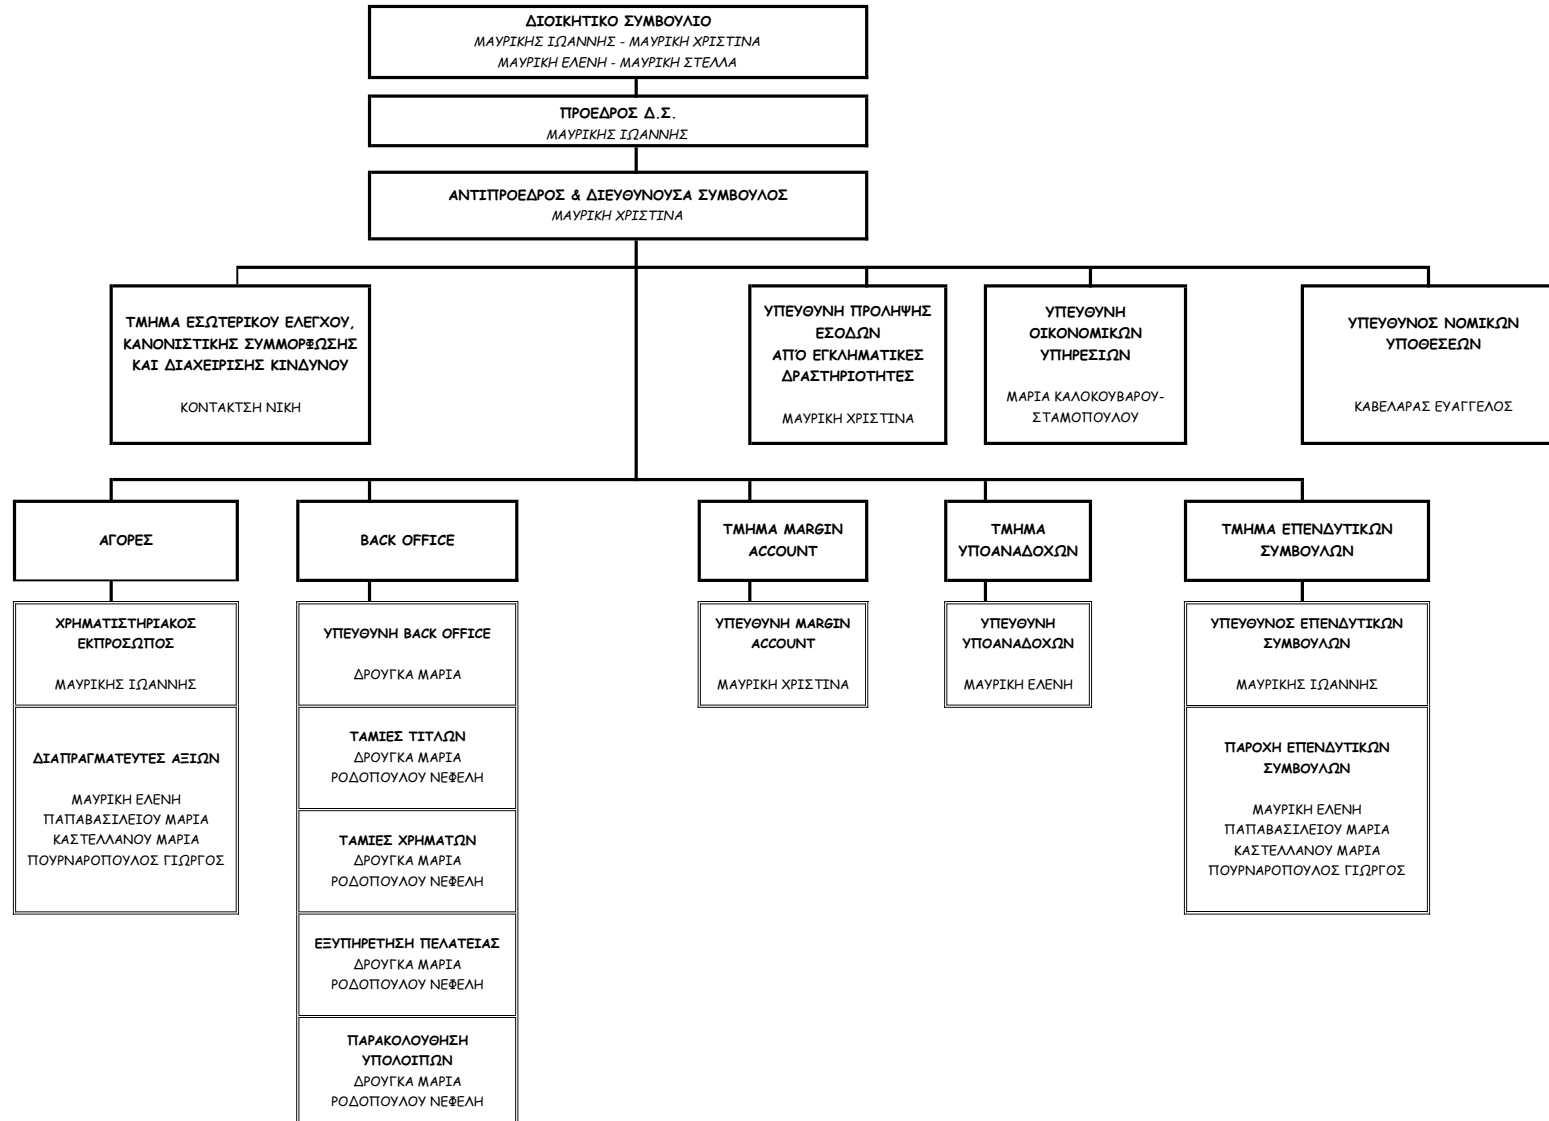 ΔΙΟΙΚΗΤΙΚΟ ΣΥΜΒΟΥΛΙΟ
ΜΑΥΡΙΚΗΣ ΙΩΑΝΝΗΣ - ΜΑΥΡΙΚΗ ΧΡΙΣΤΙΝΑ
ΜΑΥΡΙΚΗ ΕΛΕΝΗ - ΜΑΥΡΙΚΗ ΣΤΕΛΛΑ
ΠΡΟΕΔΡΟΣ Δ.Σ.
ΜΑΥΡΙΚΗΣ ΙΩΑΝΝΗΣ
ΑΝΤΙΠΡΟΕΔΡΟΣ & ΔΙΕΥΘΥΝΟΥΣΑ ΣΥΜΒΟΥΛΟΣ
ΜΑΥΡΙΚΗ ΧΡΙΣΤΙΝΑ
ΤΜΗΜΑ ΕΣΩΤΕΡΙΚΟΥ ΕΛΕΓΧΟΥ,
ΚΑΝΟΝΙΣΤΙΚΗΣ ΣΥΜΜΟΡΦΩΣΗΣ
ΚΑΙ ΔΙΑΧΕΙΡΙΣΗΣ ΚΙΝΔΥΝΟΥ
ΚΟΝΤΑΚΤΣΗ ΝΙΚΗ
ΥΠΕΥΘΥΝΗ ΠΡΟΛΗΨΗΣ
ΕΣΟΔΩΝ
ΑΠΌ ΕΓΚΛΗΜΑΤΙΚΕΣ
ΔΡΑΣΤΗΡΙΟΤΗΤΕΣ
ΜΑΥΡΙΚΗ ΧΡΙΣΤΙΝΑ
ΥΠΕΥΘΥΝΗ
ΟΙΚΟΝΟΜΙΚΩΝ
ΥΠΗΡΕΣΙΩΝ
ΜΑΡΙΑ ΚΑΛΟΚΟΥΒΑΡΟΥ-
ΣΤΑΜΟΠΟΥΛΟΥ
ΥΠΕΥΘΥΝΟΣ ΝΟΜΙΚΩΝ
ΥΠΟΘΕΣΕΩΝ
ΚΑΒΕΛΑΡΑΣ ΕΥΑΓΓΕΛΟΣ
ΑΓΟΡΕΣ
ΧΡΗΜΑΤΙΣΤΗΡΙΑΚΟΣ
ΕΚΠΡΟΣΩΠΟΣ
ΜΑΥΡΙΚΗΣ ΙΩΑΝΝΗΣ
ΔΙΑΠΡΑΓΜΑΤΕΥΤΕΣ ΑΞΙΩΝ
ΜΑΥΡΙΚΗ ΕΛΕΝΗ
ΠΑΠΑΒΑΣΙΛΕΙΟΥ ΜΑΡΙΑ
ΚΑΣΤΕΛΛΑΝΟΥ ΜΑΡΙΑ
ΠΟΥΡΝΑΡΟΠΟΥΛΟΣ ΓΙΩΡΓΟΣ
BACK OFFICE
ΥΠΕΥΘΥΝΗ BACK OFFICE
ΔΡΟΥΓΚΑ ΜΑΡΙΑ
ΤΑΜΙΕΣ ΤΙΤΛΩΝ
ΔΡΟΥΓΚΑ ΜΑΡΙΑ
ΡΟΔΟΠΟΥΛΟΥ ΝΕΦΕΛΗ
ΤΑΜΙΕΣ ΧΡΗΜΑΤΩΝ
ΔΡΟΥΓΚΑ ΜΑΡΙΑ
ΡΟΔΟΠΟΥΛΟΥ ΝΕΦΕΛΗ
ΕΞΥΠΗΡΕΤΗΣΗ ΠΕΛΑΤΕΙΑΣ
ΔΡΟΥΓΚΑ ΜΑΡΙΑ
ΡΟΔΟΠΟΥΛΟΥ ΝΕΦΕΛΗ
ΠΑΡΑΚΟΛΟΥΘΗΣΗ
ΥΠΟΛΟΙΠΩΝ
ΔΡΟΥΓΚΑ ΜΑΡΙΑ
ΡΟΔΟΠΟΥΛΟΥ ΝΕΦΕΛΗ
ΤΜΗΜΑ MARGIN
ACCOUNT
ΥΠΕΥΘΥΝΗ MARGIN
ACCOUNT
ΜΑΥΡΙΚΗ ΧΡΙΣΤΙΝΑ
ΤΜΗΜΑ
ΥΠΟΑΝΑΔΟΧΩΝ
ΥΠΕΥΘΥΝΗ
ΥΠΟΑΝΑΔΟΧΩΝ
ΜΑΥΡΙΚΗ ΕΛΕΝΗ
ΤΜΗΜΑ ΕΠΕΝΔΥΤΙΚΩΝ
ΣΥΜΒΟΥΛΩΝ
ΥΠΕΥΘΥΝΟΣ ΕΠΕΝΔΥΤΙΚΩΝ
ΣΥΜΒΟΥΛΩΝ
ΜΑΥΡΙΚΗΣ ΙΩΑΝΝΗΣ
ΠΑΡΟΧΗ ΕΠΕΝΔΥΤΙΚΩΝ
ΣΥΜΒΟΥΛΩΝ
ΜΑΥΡΙΚΗ ΕΛΕΝΗ
ΠΑΠΑΒΑΣΙΛΕΙΟΥ ΜΑΡΙΑ
ΚΑΣΤΕΛΛΑΝΟΥ ΜΑΡΙΑ
ΠΟΥΡΝΑΡΟΠΟΥΛΟΣ ΓΙΩΡΓΟΣ